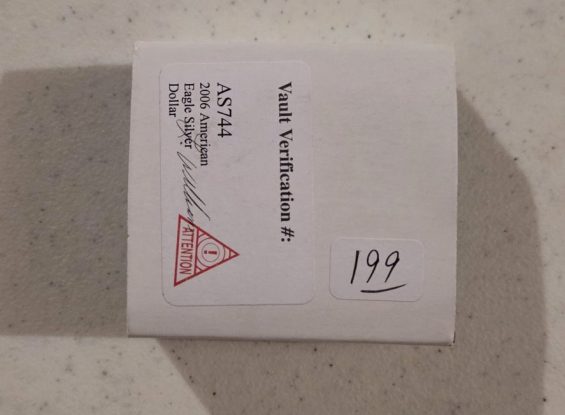 Vault Verification #:
AS744
2006 American
Eagle Silver
Dollar
ATTENTION
!
199